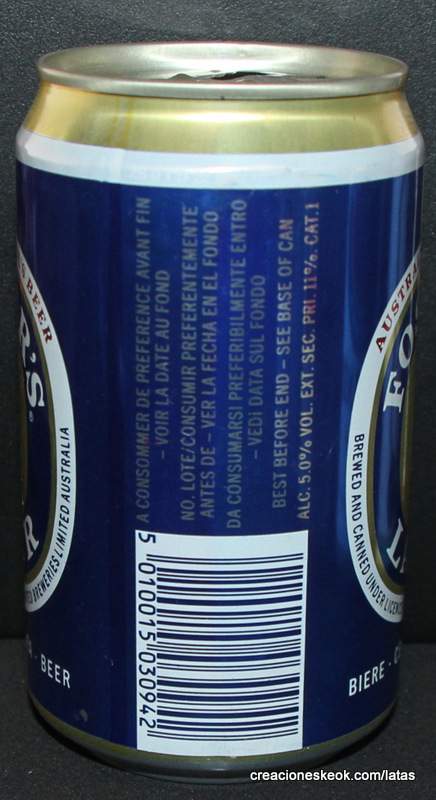 A CONSOMMER DE PREFERENCE AVANT FIN
- VOIR LA DATE AU FOND
NO. LOTE/CONSUMIR PREFERENTEMENTE
ANTES DE - VER LA FECHA EN EL FONDO
DA CONSUMARSI PREFERIBILMENTE ENTRO
- VEDI DATA SUL FONDO
BEST BEFORE END - SEE BASE OF CAN
ALC. 5.0% VOL. EXT. SEC. PRI. 11%. CAT.1
5 010015 030942
BEER
R'S
R
BREWERIES LIMITED AUSTRALIA
- BEER
AUSTRA
FO
L
BREWED AND CANNED UNDER LICENC
BIERE -
creacioneskeok.com/latas